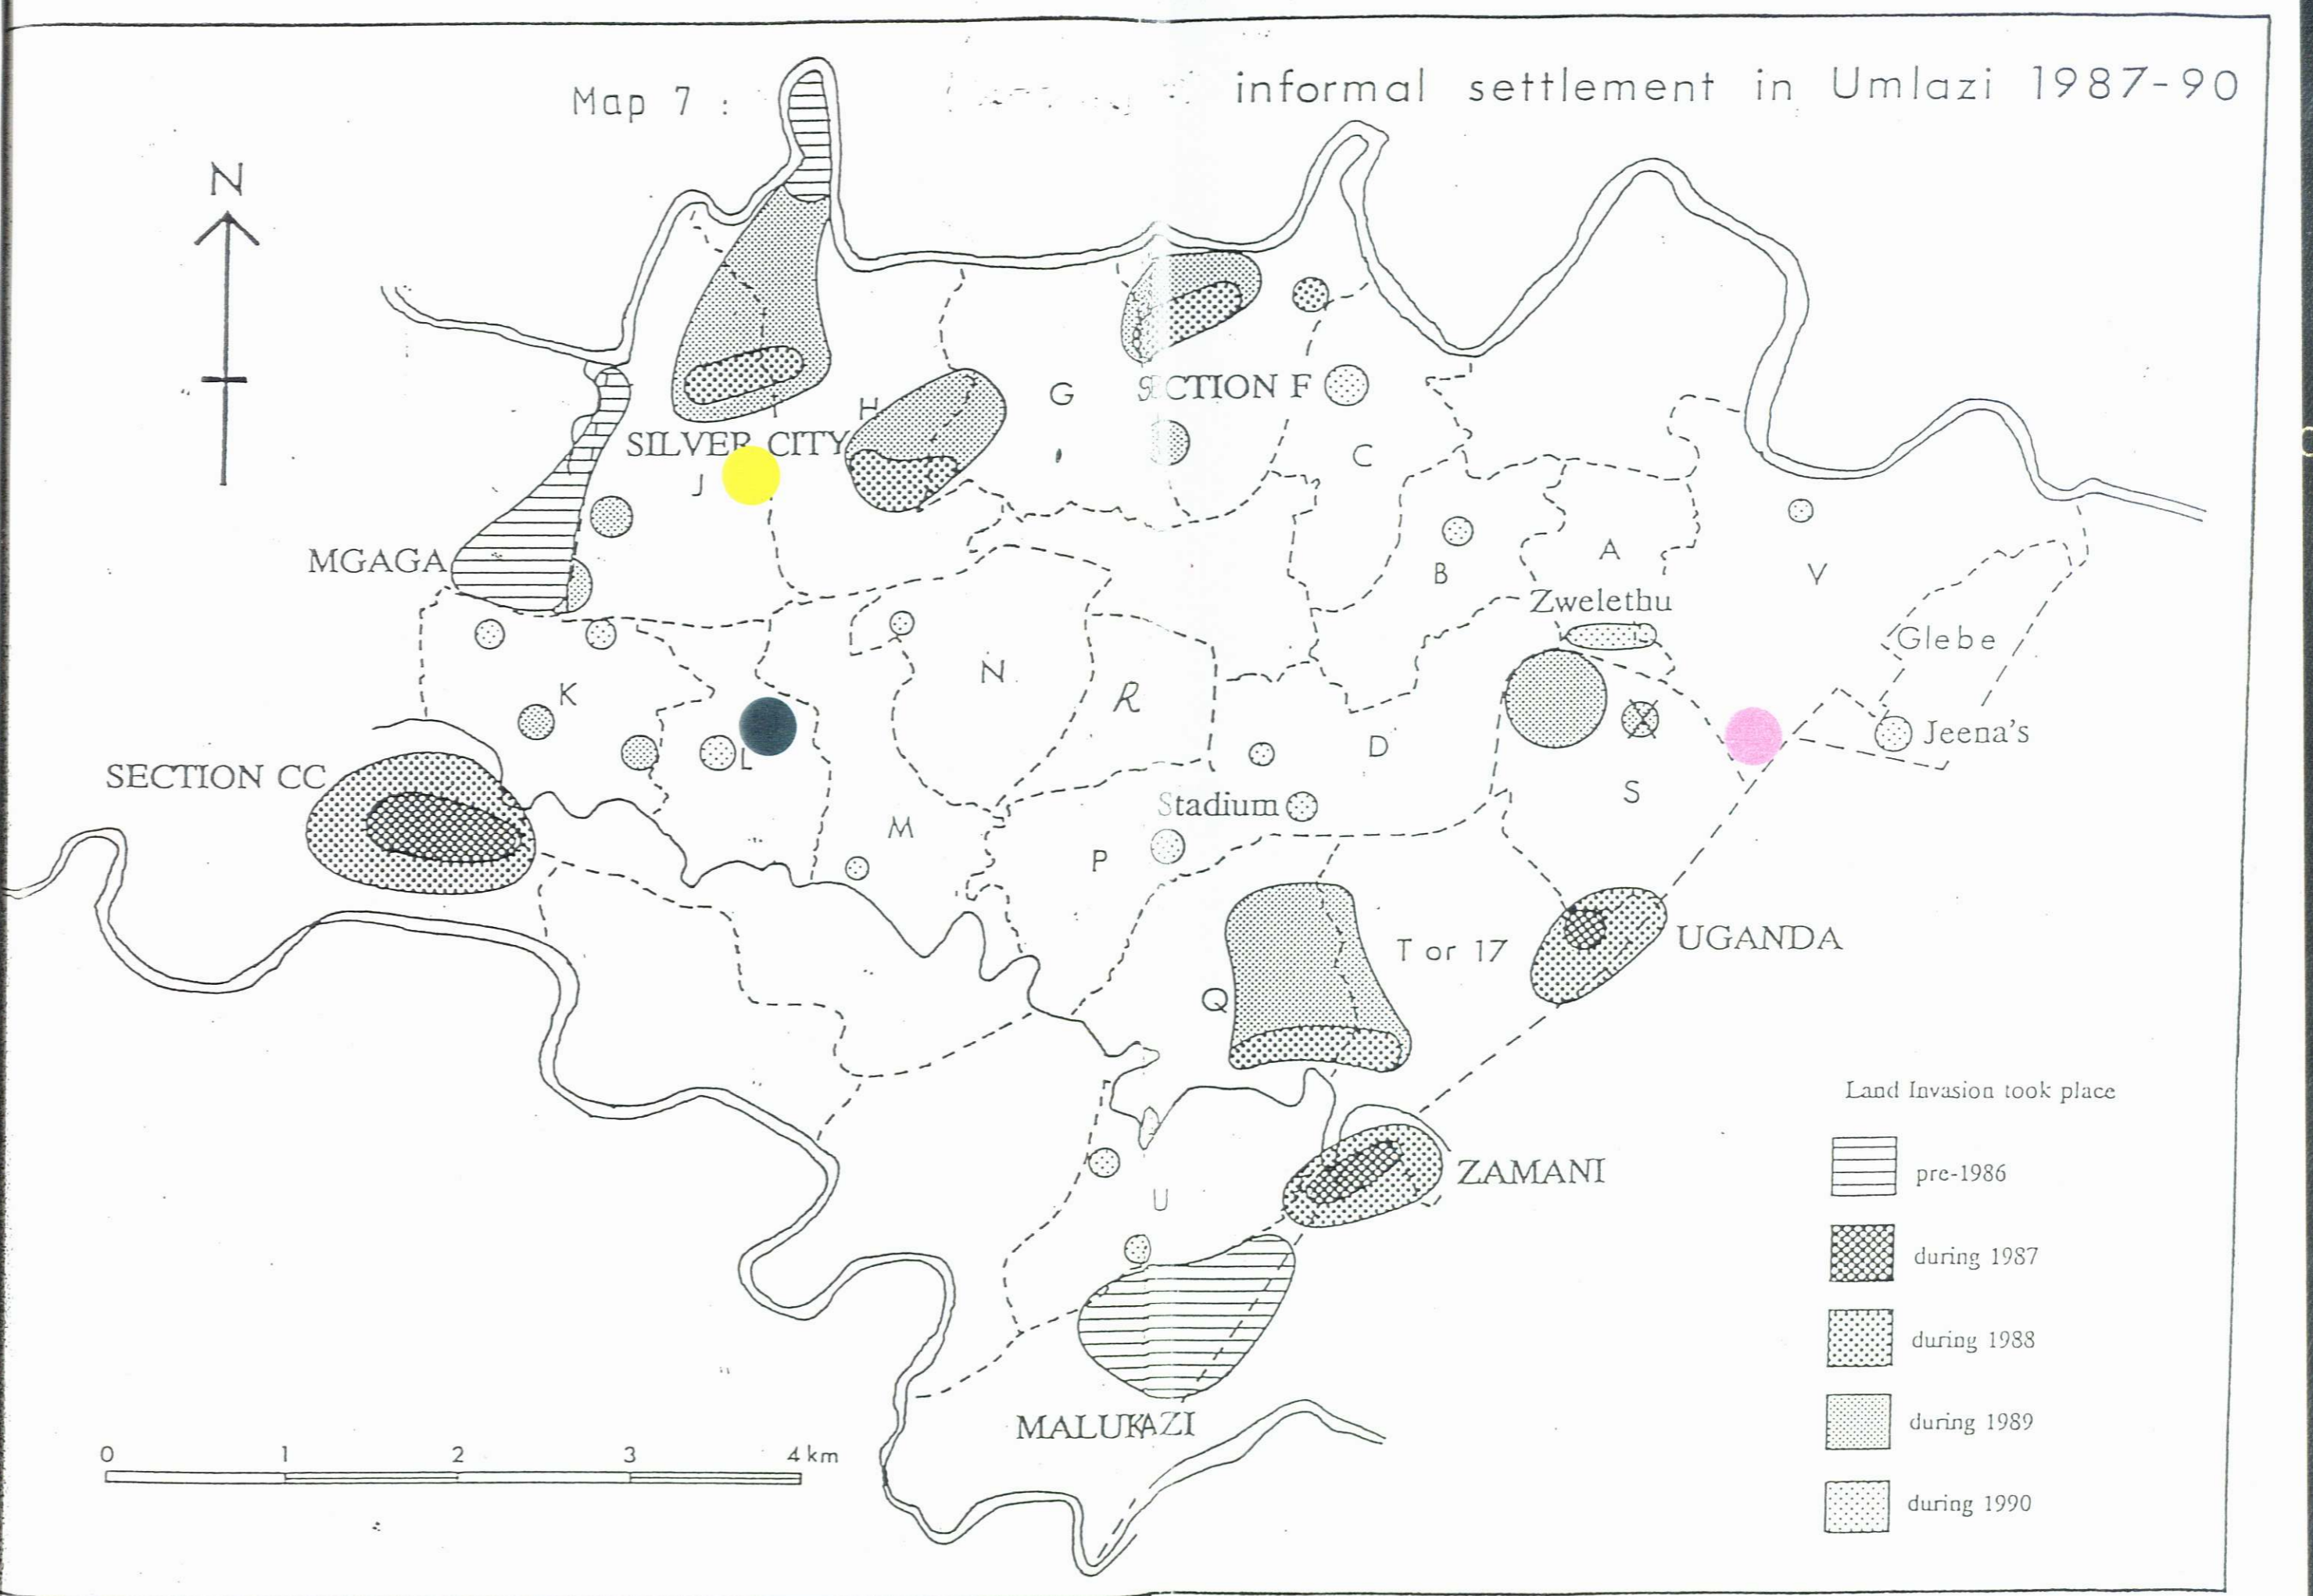 Map 7 : informal settlement in Umlazi 1987-90
N
H
G
SECTION F
SILVER CITY
C
J
MGAGA
A
B
V
Zwelethu
Glebe
N
K
R
L
D
Jeena's
SECTION CC
S
Stadium
M
P
T or 17
UGANDA
Q
Land Invasion took place
pre-1986
ZAMANI
U
during 1987
during 1988
MALUKAZI
during 1989
0 1 2 3 4 km
during 1990